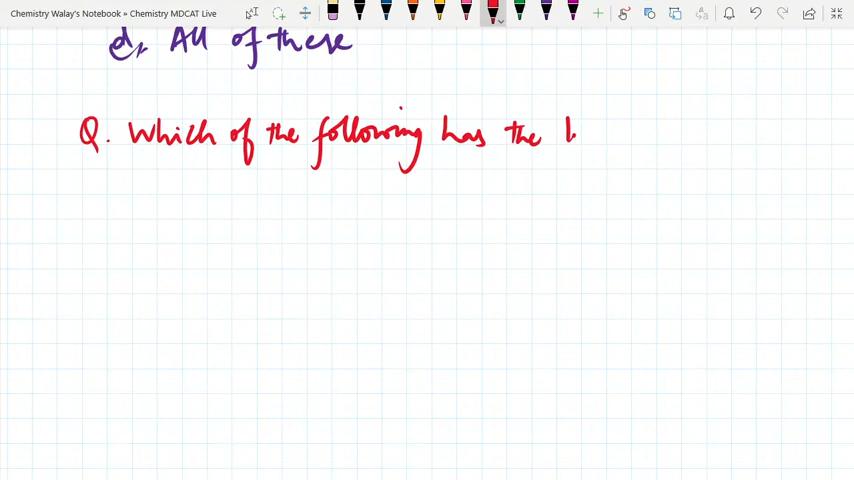 Chemistry Walay's Notebook » Chemistry MDCAT Live
d, All of these
Q. Which of the following has the